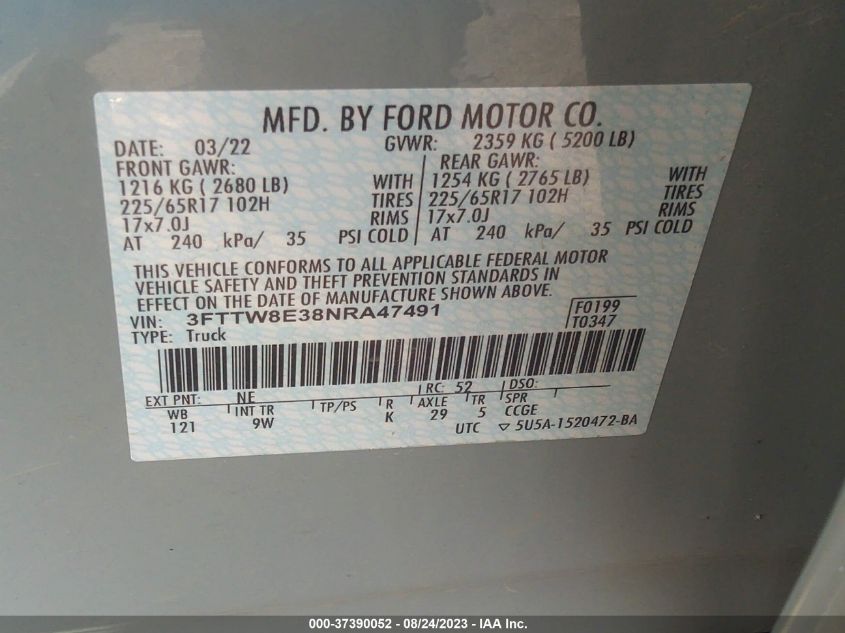 MFD. BY FORD MOTOR CO.
DATE: 03/22 GVWR: 2359 KG ( 5200 LB)
FRONT GAWR: REAR GAWR:
1216 KG ( 2680 LB) WITH 1254 KG ( 2765 LB) WITH
225/65R17 102H TIRES 225/65R17 102H TIRES
17x7.0J RIMS 17x7.0J RIMS
AT 240 kPa/ 35 PSI COLD AT 240 kPa/ 35 PSI COLD
THIS VEHICLE CONFORMS TO ALL APPLICABLE FEDERAL MOTOR
VEHICLE SAFETY AND THEFT PREVENTION STANDARDS IN
EFFECT ON THE DATE OF MANUFACTURE SHOWN ABOVE.
VIN: 3FTTW8E38NRA47491 F0199
TYPE: Truck T0347
EXT PNT: NE RC: 52 DSO:
WB INT TR TP/PS R AXLE TR SPR
121 9W K 29 5 CCGE
UTC ▽ 5U5A-1520472-BA
000-37390052 - 08/24/2023 - IAA Inc.